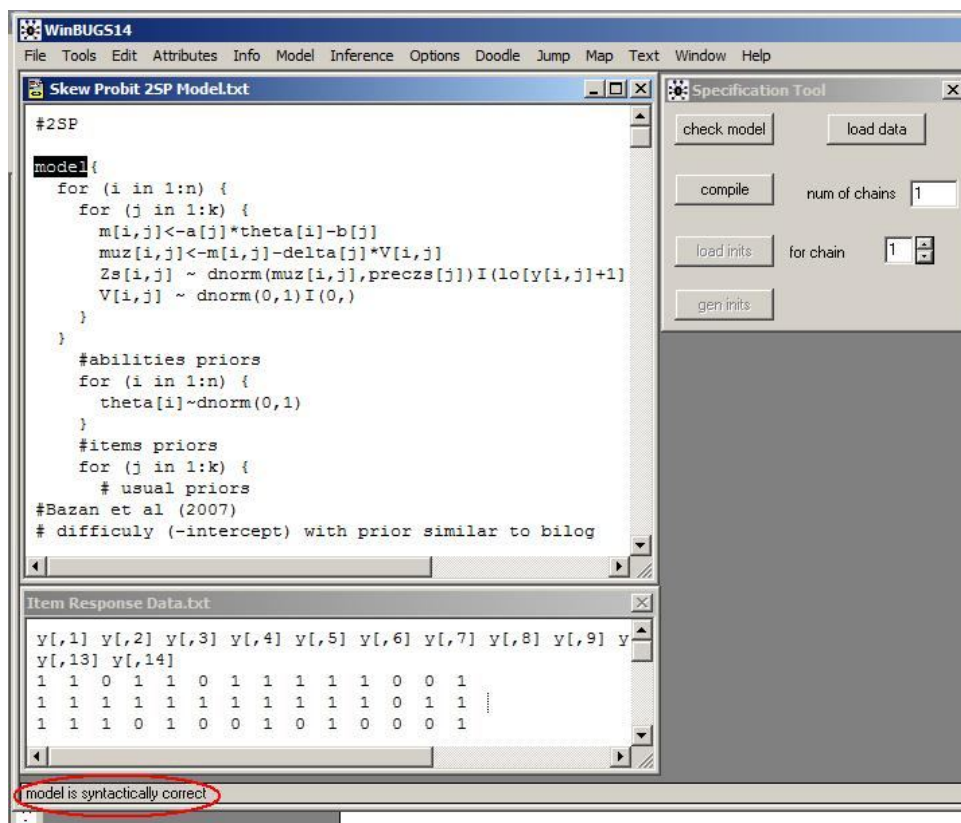 WinBUGS14
File Tools Edit Attributes Info Model Inference Options Doodle Jump Map Text Window Help
Skew Probit 2SP Model.txt
#2SP
model{
for (i in 1:n) {
for (j in 1:k) {
m[i,j]<-a[j]*theta[i]-b[j]
muz[i,j]<-m[i,j]-delta[j]*V[i,j]
Zs[i,j] ~ dnorm(muz[i,j],preczs[j])I(lo[y[i,j]+1]
V[i,j] ~ dnorm(0,1)I(0,)
}
}
#abilities priors
for (i in 1:n) {
theta[i]~dnorm(0,1)
}
#items priors
for (j in 1:k) {
# usual priors
#Bazan et al (2007)
# difficuly (-intercept) with prior similar to bilog
Specification Tool
check model load data
compile num of chains 1
load inits for chain 1
gen inits
Item Response Data.txt
y[,1] y[,2] y[,3] y[,4] y[,5] y[,6] y[,7] y[,8] y[,9] y
y[,13] y[,14]
1 1 0 1 1 0 1 1 1 1 1 0 0 1
1 1 1 1 1 1 1 1 1 1 1 0 1 1
1 1 1 0 1 0 0 1 0 1 0 0 0 1
model is syntactically correct